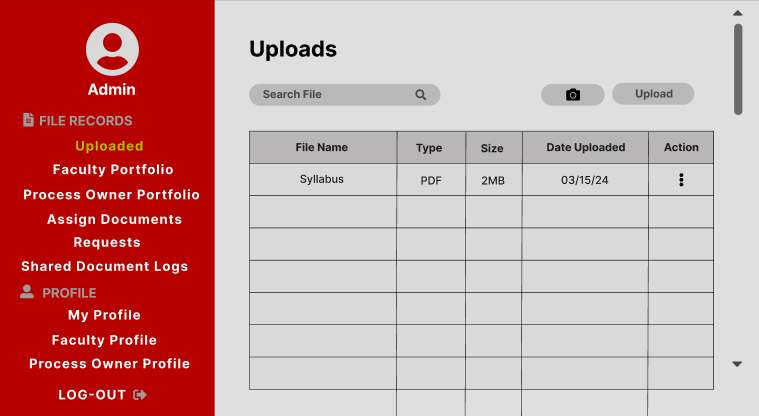 Admin
FILE RECORDS
Uploaded
Faculty Portfolio
Process Owner Portfolio
Assign Documents
Requests
Shared Document Logs
PROFILE
My Profile
Faculty Profile
Process Owner Profile
LOG-OUT
Uploads
Search File
Upload
File Name Type Size Date Uploaded Action
Syllabus PDF 2MB 03/15/24